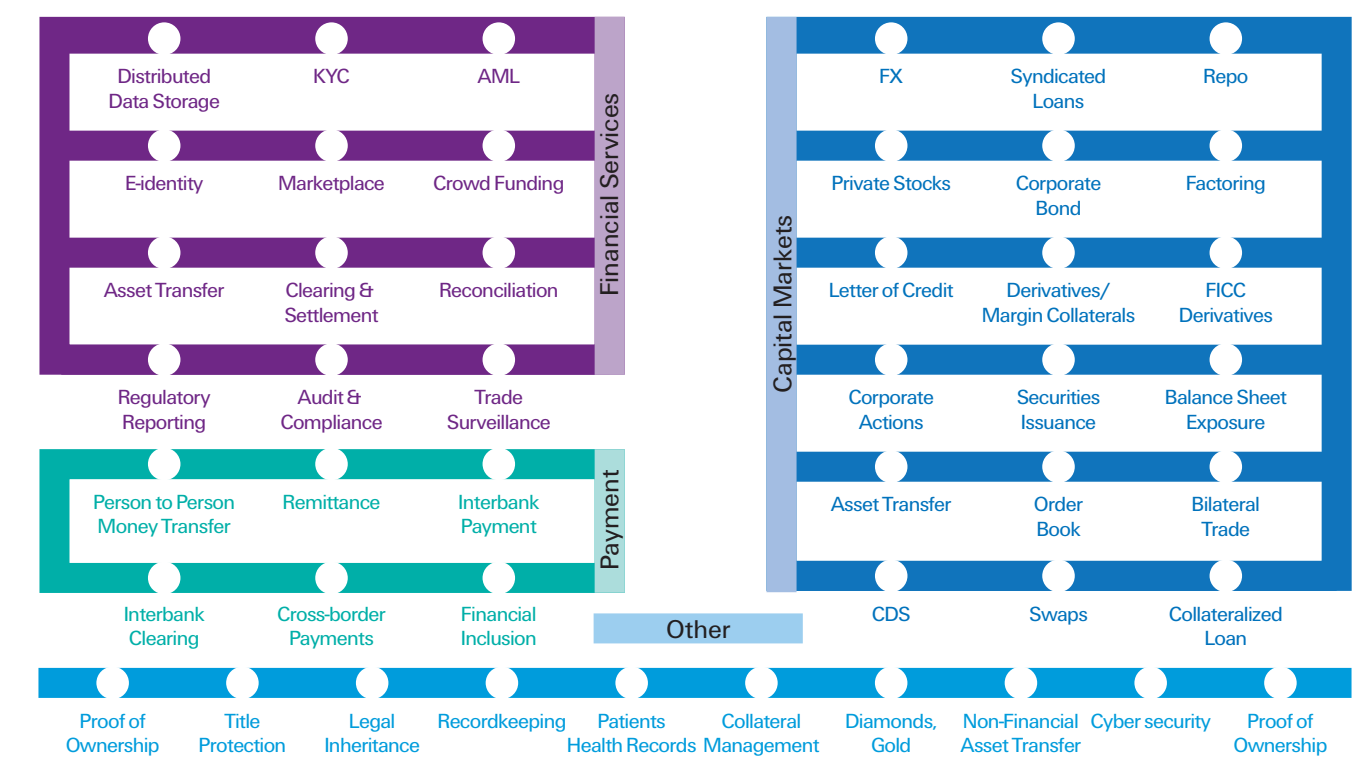 Financial Services
Distributed
Data Storage
KYC
AML
E-identity
Marketplace
Crowd Funding
Asset Transfer
Clearing &
Settlement
Reconciliation
Regulatory
Reporting
Audit &
Compliance
Trade
Surveillance
Payment
Person to Person
Money Transfer
Remittance
Interbank
Payment
Interbank
Clearing
Cross-border
Payments
Financial
Inclusion
Capital Markets
FX
Syndicated
Loans
Repo
Private Stocks
Corporate
Bond
Factoring
Letter of Credit
Derivatives/
Margin Collaterals
FICC
Derivatives
Corporate
Actions
Securities
Issuance
Balance Sheet
Exposure
Asset Transfer
Order
Book
Bilateral
Trade
CDS
Swaps
Collateralized
Loan
Other
Proof of
Ownership
Title
Protection
Legal
Inheritance
Recordkeeping
Patients
Health Records
Collateral
Management
Diamonds,
Gold
Non-Financial
Asset Transfer
Cyber security
Proof of
Ownership